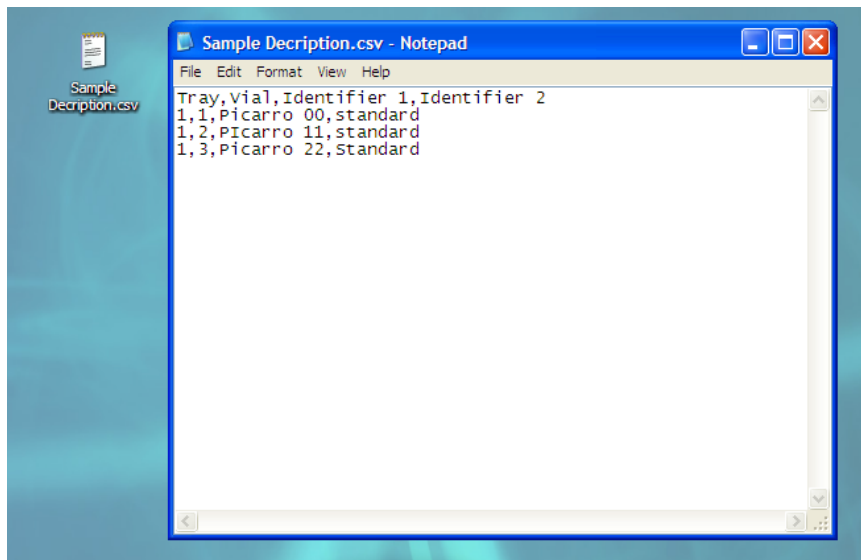 Sample
Decription.csv
Sample Decription.csv - Notepad
File Edit Format View Help
Tray,Vial,Identifier 1,Identifier 2
1,1,Picarro 00,standard
1,2,PIcarro 11,standard
1,3,Picarro 22,Standard